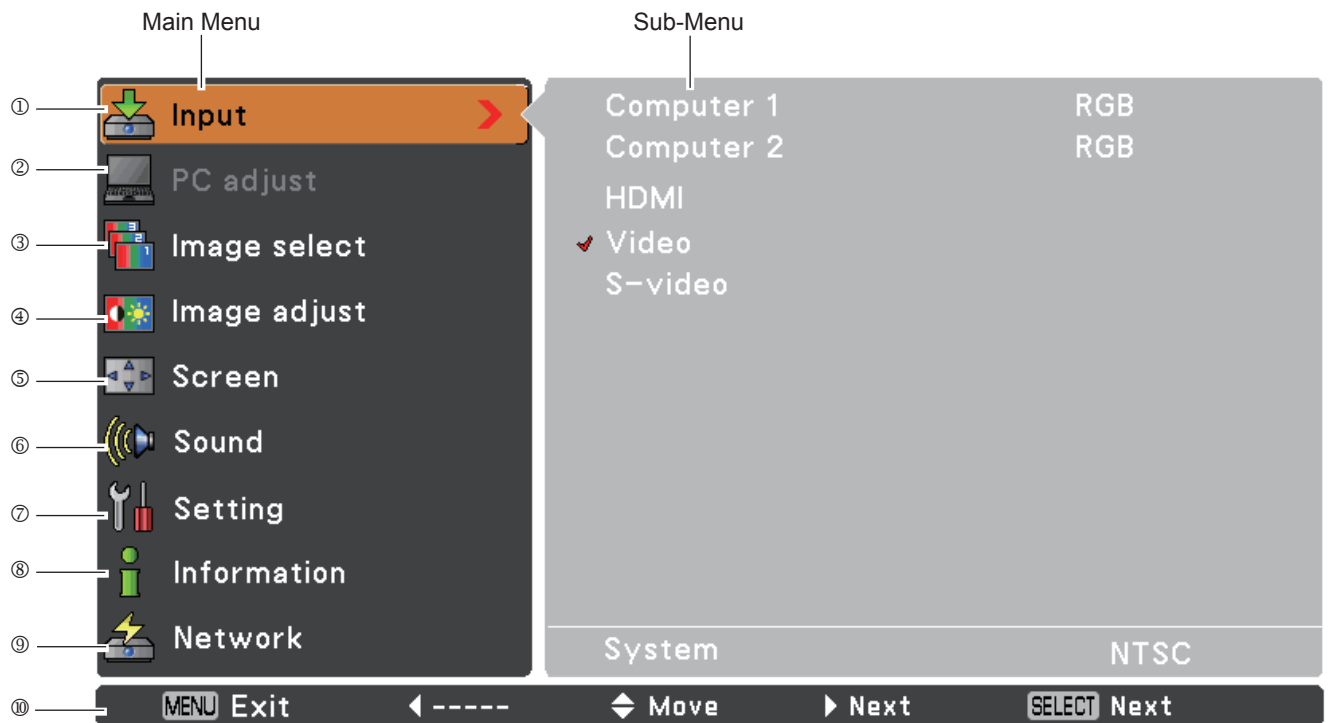 Main Menu Sub-Menu
① Input Computer 1 RGB
Computer 2 RGB
② PC adjust
HDMI
③ Image select Video
S-video
④ Image adjust
⑤ Screen
⑥ Sound
⑦ Setting
⑧ Information
⑨ Network System NTSC
⑩ MENU Exit ----- Move Next SELECT Next